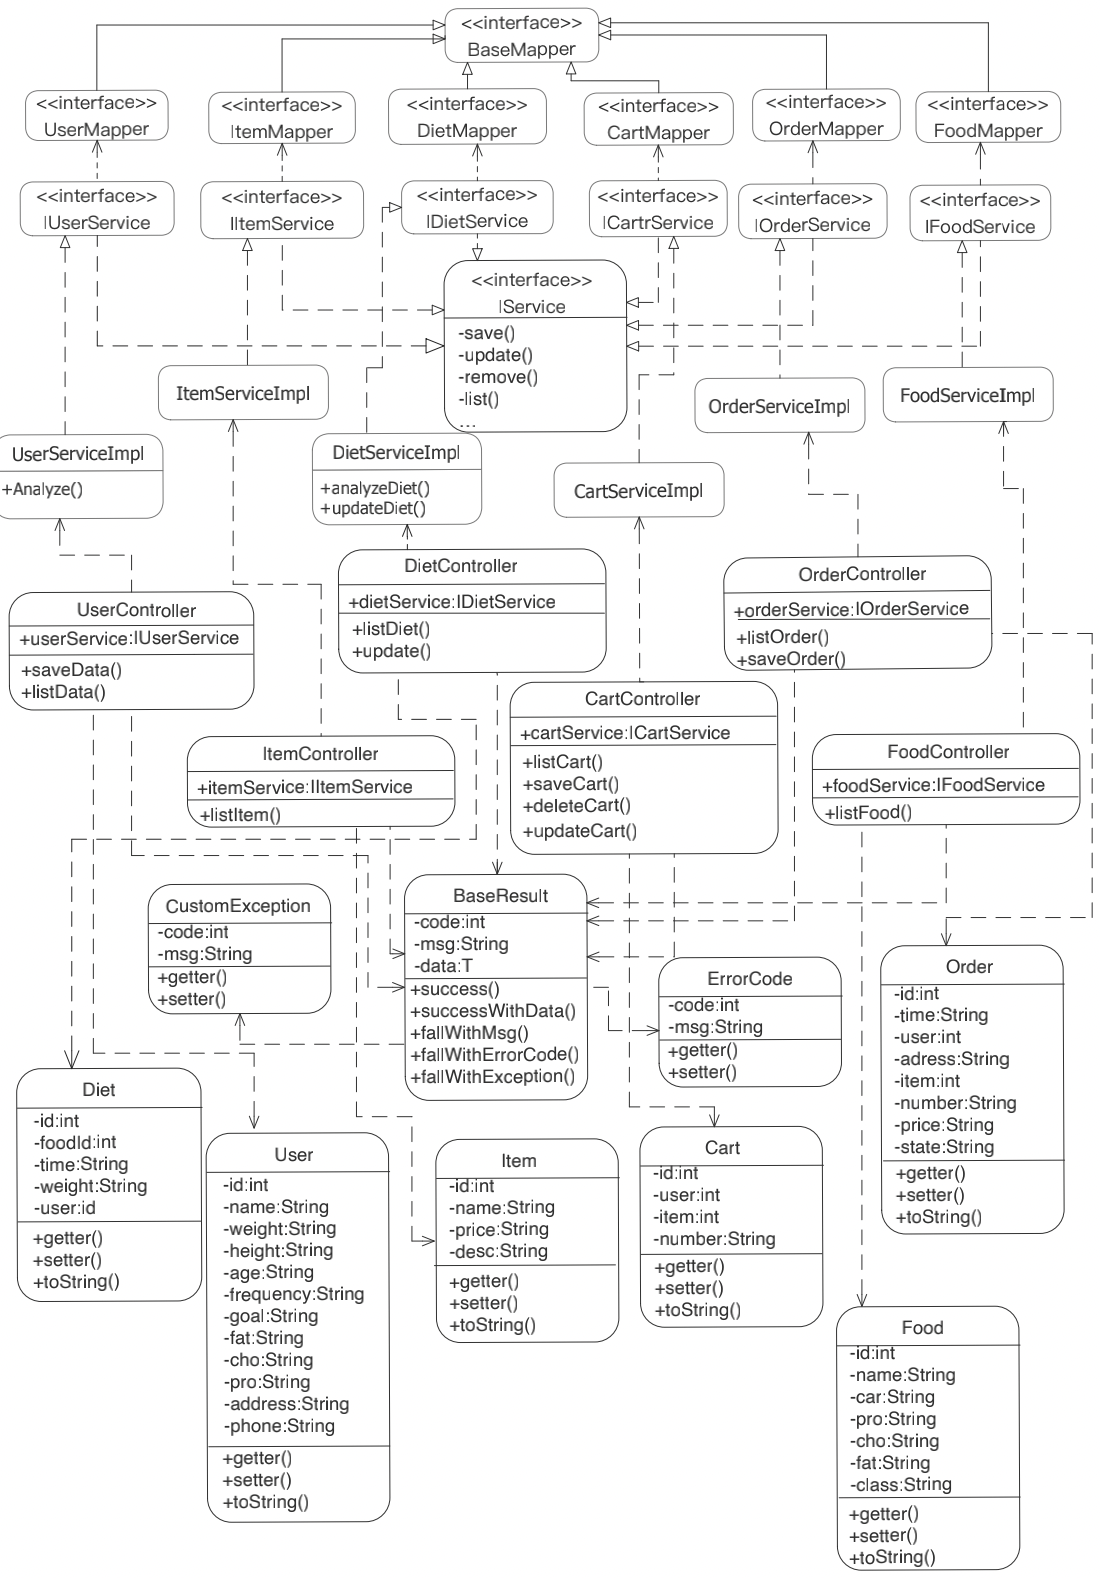 <<interface>>
BaseMapper
<<interface>>
UserMapper
<<interface>>
ItemMapper
<<interface>>
DietMapper
<<interface>>
CartMapper
<<interface>>
OrderMapper
<<interface>>
FoodMapper
<<interface>>
IUserService
<<interface>>
IItemService
<<interface>>
IDietService
<<interface>>
ICartrService
<<interface>>
IOrderService
<<interface>>
IFoodService
<<interface>>
IService
-save()
-update()
-remove()
-list()
...
ItemServiceImpl
OrderServiceImpl
FoodServiceImpl
UserServiceImpl
+Analyze()
DietServiceImpl
+analyzeDiet()
+updateDiet()
CartServiceImpl
DietController
+dietService:IDietService
+listDiet()
+update()
OrderController
+orderService:IOrderService
+listOrder()
+saveOrder()
UserController
+userService:IUserService
+saveData()
+listData()
CartController
+cartService:ICartService
+listCart()
+saveCart()
+deleteCart()
+updateCart()
ItemController
+itemService:IItemService
+listItem()
FoodController
+foodService:IFoodService
+listFood()
CustomException
-code:int
-msg:String
+getter()
+setter()
BaseResult
-code:int
-msg:String
-data:T
+success()
+successWithData()
+failWithMsg()
+failWithErrorCode()
+failWithException()
ErrorCode
-code:int
-msg:String
+getter()
+setter()
Order
-id:int
-time:String
-user:int
-adress:String
-item:int
-number:String
-price:String
-state:String
+getter()
+setter()
+toString()
Diet
-id:int
-foodId:int
-time:String
-weight:String
-user:id
+getter()
+setter()
+toString()
User
-id:int
-name:String
-weight:String
-height:String
-age:String
-frequency:String
-goal:String
-fat:String
-cho:String
-pro:String
-address:String
-phone:String
+getter()
+setter()
+toString()
Item
-id:int
-name:String
-price:String
-desc:String
+getter()
+setter()
+toString()
Cart
-id:int
-user:int
-item:int
-number:String
+getter()
+setter()
+toString()
Food
-id:int
-name:String
-car:String
-pro:String
-cho:String
-fat:String
-class:String
+getter()
+setter()
+toString()